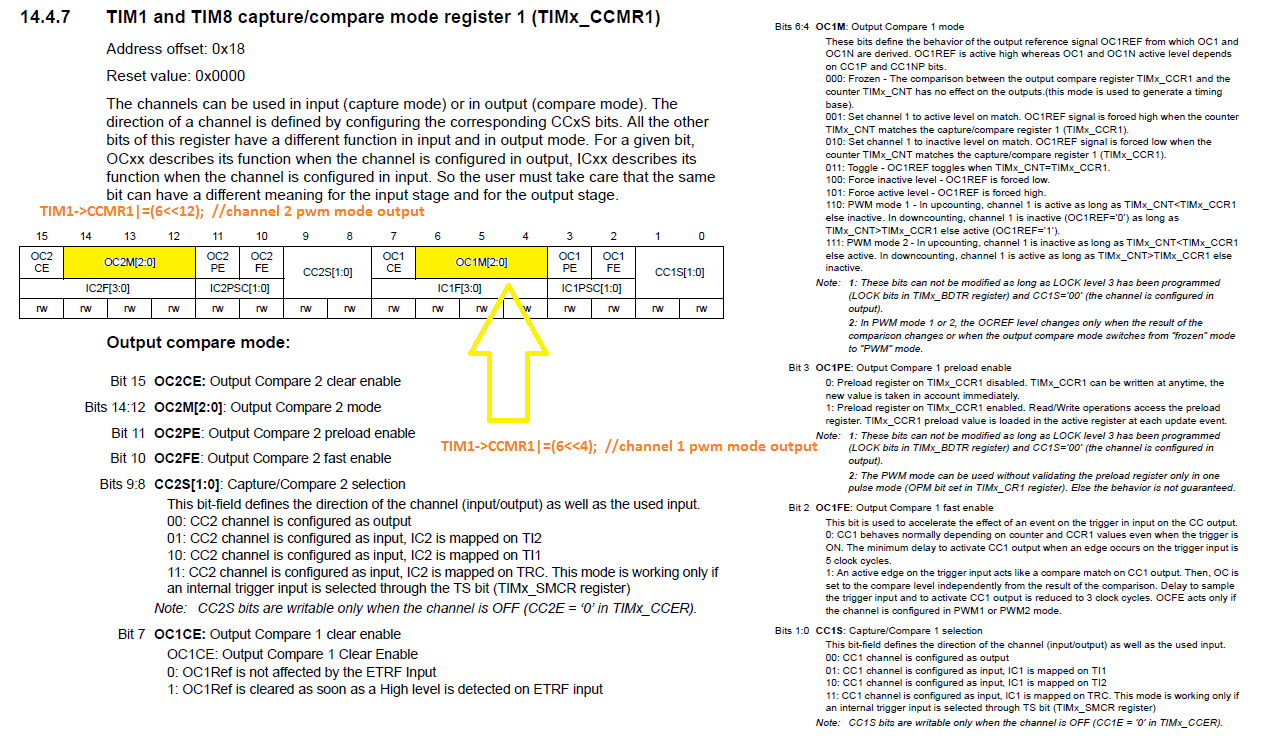 14.4.7 TIM1 and TIM8 capture/compare mode register 1 (TIMx_CCMR1)
Address offset: 0x18
Reset value: 0x0000
The channels can be used in input (capture mode) or in output (compare mode). The
direction of a channel is defined by configuring the corresponding CCxS bits. All the other
bits of this register have a different function in input and in output mode. For a given bit,
OCxx describes its function when the channel is configured in output, ICxx describes its
function when the channel is configured in input. So the user must take care that the same
bit can have a different meaning for the input stage and for the output stage.
TIM1->CCMR1|=(6<<12); //channel 2 pwm mode output
15 14 13 12 11 10 9 8 7 6 5 4 3 2 1 0
OC2 CE OC2M[2:0] OC2 PE OC2 FE CC2S[1:0] OC1 CE OC1M[2:0] OC1 PE OC1 FE CC1S[1:0]
IC2F[3:0] IC2PSC[1:0] IC1F[3:0] IC1PSC[1:0]
rw rw rw rw rw rw rw rw rw rw rw rw rw rw rw rw
Output compare mode:
Bit 15 OC2CE: Output Compare 2 clear enable
Bits 14:12 OC2M[2:0]: Output Compare 2 mode
Bit 11 OC2PE: Output Compare 2 preload enable
Bit 10 OC2FE: Output Compare 2 fast enable
TIM1->CCMR1|=(6<<4); //channel 1 pwm mode output
Bits 9:8 CC2S[1:0]: Capture/Compare 2 selection
This bit-field defines the direction of the channel (input/output) as well as the used input.
00: CC2 channel is configured as output
01: CC2 channel is configured as input, IC2 is mapped on TI2
10: CC2 channel is configured as input, IC2 is mapped on TI1
11: CC2 channel is configured as input, IC2 is mapped on TRC. This mode is working only if
an internal trigger input is selected through the TS bit (TIMx_SMCR register)
Note: CC2S bits are writable only when the channel is OFF (CC2E = ‘0’ in TIMx_CCER).
Bit 7 OC1CE: Output Compare 1 clear enable
OC1CE: Output Compare 1 Clear Enable
0: OC1Ref is not affected by the ETRF Input
1: OC1Ref is cleared as soon as a High level is detected on ETRF input
Bits 6:4 OC1M: Output Compare 1 mode
These bits define the behavior of the output reference signal OC1REF from which OC1 and
OC1N are derived. OC1REF is active high whereas OC1 and OC1N active level depends
on CC1P and CC1NP bits.
000: Frozen - The comparison between the output compare register TIMx_CCR1 and the
counter TIMx_CNT has no effect on the outputs.(this mode is used to generate a timing
base).
001: Set channel 1 to active level on match. OC1REF signal is forced high when the counter
TIMx_CNT matches the capture/compare register 1 (TIMx_CCR1).
010: Set channel 1 to inactive level on match. OC1REF signal is forced low when the
counter TIMx_CNT matches the capture/compare register 1 (TIMx_CCR1).
011: Toggle - OC1REF toggles when TIMx_CNT=TIMx_CCR1.
100: Force inactive level - OC1REF is forced low.
101: Force active level - OC1REF is forced high.
110: PWM mode 1 - In upcounting, channel 1 is active as long as TIMx_CNT<TIMx_CCR1
else inactive. In downcounting, channel 1 is inactive (OC1REF=‘0’) as long as
TIMx_CNT>TIMx_CCR1 else active (OC1REF=’1’).
111: PWM mode 2 - In upcounting, channel 1 is inactive as long as TIMx_CNT<TIMx_CCR1
else active. In downcounting, channel 1 is active as long as TIMx_CNT>TIMx_CCR1 else
inactive.
Note: 1: These bits can not be modified as long as LOCK level 3 has been programmed
(LOCK bits in TIMx_BDTR register) and CC1S=’00’ (the channel is configured in
output).
2: In PWM mode 1 or 2, the OCREF level changes only when the result of the
comparison changes or when the output compare mode switches from “frozen” mode
to “PWM” mode.
Bit 3 OC1PE: Output Compare 1 preload enable
0: Preload register on TIMx_CCR1 disabled. TIMx_CCR1 can be written at anytime, the
new value is taken in account immediately.
1: Preload register on TIMx_CCR1 enabled. Read/Write operations access the preload
register. TIMx_CCR1 preload value is loaded in the active register at each update event.
Note: 1: These bits can not be modified as long as LOCK level 3 has been programmed
(LOCK bits in TIMx_BDTR register) and CC1S=’00’ (the channel is configured in
output).
2: The PWM mode can be used without validating the preload register only in one
pulse mode (OPM bit set in TIMx_CR1 register). Else the behavior is not guaranteed.
Bit 2 OC1FE: Output Compare 1 fast enable
This bit is used to accelerate the effect of an event on the trigger in input on the CC output.
0: CC1 behaves normally depending on counter and CCR1 values even when the trigger is
ON. The minimum delay to activate CC1 output when an edge occurs on the trigger input is
5 clock cycles.
1: An active edge on the trigger input acts like a compare match on CC1 output. Then, OC is
set to the compare level independently from the result of the comparison. Delay to sample
the trigger input and to activate CC1 output is reduced to 3 clock cycles. OCFE acts only if
the channel is configured in PWM1 or PWM2 mode.
Bits 1:0 CC1S: Capture/Compare 1 selection
This bit-field defines the direction of the channel (input/output) as well as the used input.
00: CC1 channel is configured as output
01: CC1 channel is configured as input, IC1 is mapped on TI1
10: CC1 channel is configured as input, IC1 is mapped on TI2
11: CC1 channel is configured as input, IC1 is mapped on TRC. This mode is working only if
an internal trigger input is selected through TS bit (TIMx_SMCR register)
Note: CC1S bits are writable only when the channel is OFF (CC1E = ‘0’ in TIMx_CCER).